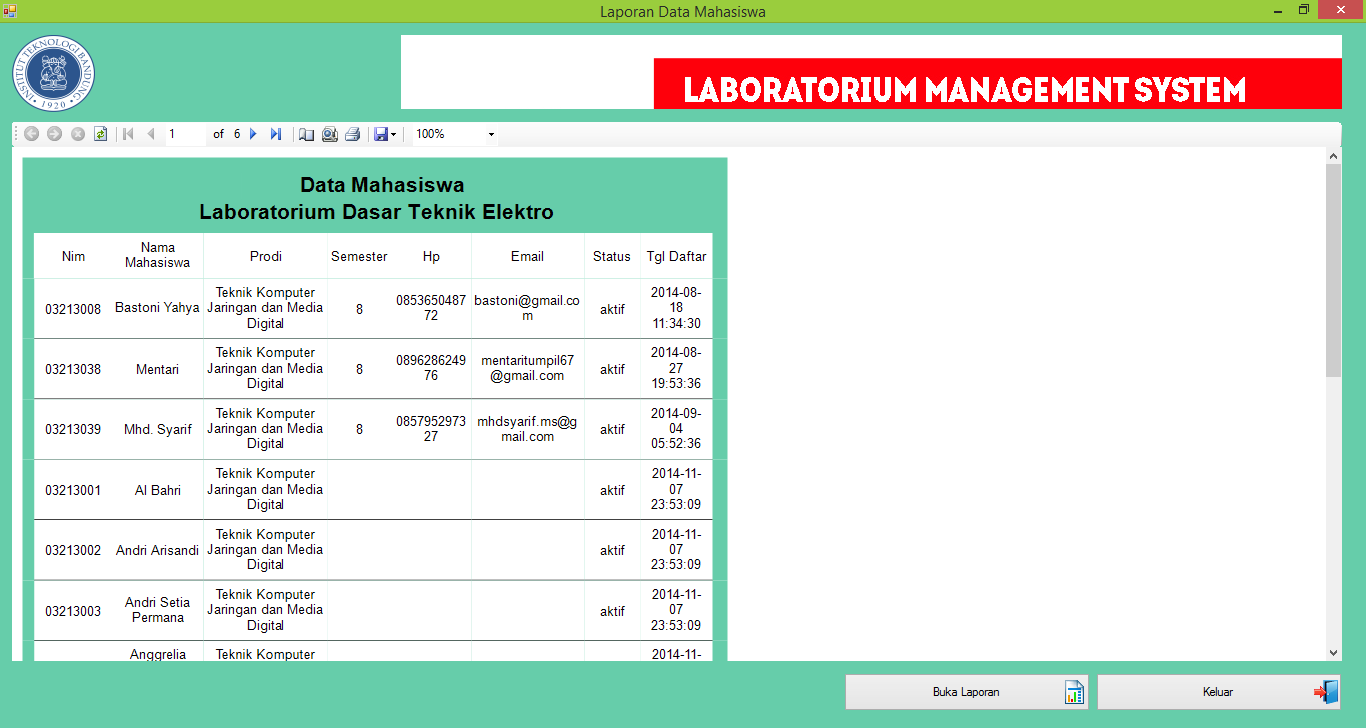 Laporan Data Mahasiswa
INSTITUT TEKNOLOGI BANDUNG
1920
LABORATORIUM MANAGEMENT SYSTEM
1 of 6 100%
Data Mahasiswa
Laboratorium Dasar Teknik Elektro
Nim Nama Mahasiswa Prodi Semester Hp Email Status Tgl Daftar
03213008 Bastoni Yahya Teknik Komputer Jaringan dan Media Digital 8 085365048772 bastoni@gmail.com aktif 2014-08-18 11:34:30
03213038 Mentari Teknik Komputer Jaringan dan Media Digital 8 089628624976 mentaritumpil67@gmail.com aktif 2014-08-27 19:53:36
03213039 Mhd. Syarif Teknik Komputer Jaringan dan Media Digital 8 085795297327 mhdsyarif.ms@gmail.com aktif 2014-09-04 05:52:36
03213001 Al Bahri Teknik Komputer Jaringan dan Media Digital aktif 2014-11-07 23:53:09
03213002 Andri Arisandi Teknik Komputer Jaringan dan Media Digital aktif 2014-11-07 23:53:09
03213003 Andri Setia Permana Teknik Komputer Jaringan dan Media Digital aktif 2014-11-07 23:53:09
Anggrelia Teknik Komputer 2014-11-
Buka Laporan
Keluar